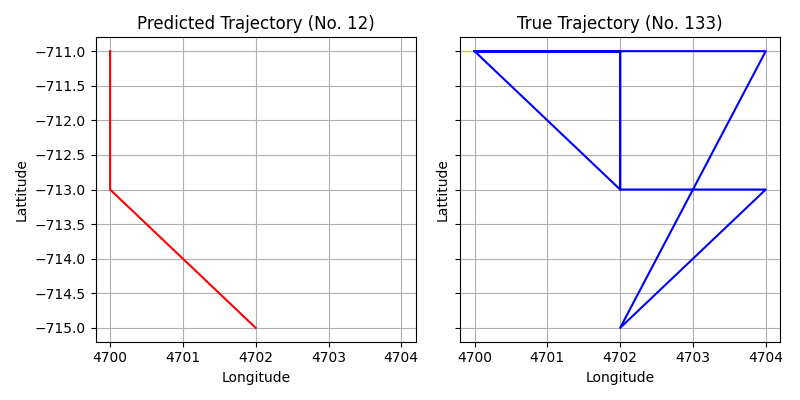 Predicted Trajectory (No. 12)
Lattitude
−711.0
−711.5
−712.0
−712.5
−713.0
−713.5
−714.0
−714.5
−715.0
4700 4701 4702 4703 4704
Longitude
True Trajectory (No. 133)
Lattitude
4700 4701 4702 4703 4704
Longitude